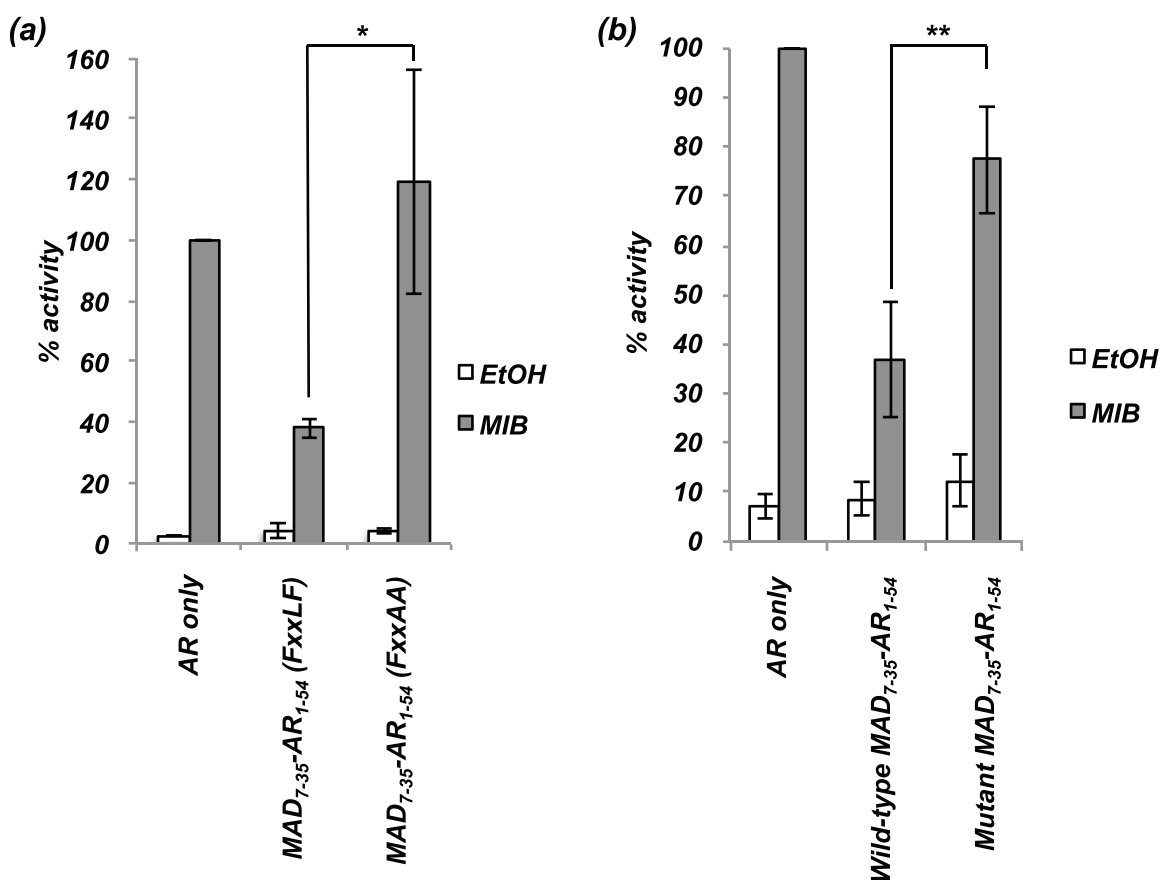 (a)
*
160
140
120
100
80
60
40
20
0
% activity
EtOH
MIB
AR only
MAD7-35-AR1-54 (FxxLF)
MAD7-35-AR1-54 (FxxAA)
(b)
**
100
90
80
70
60
50
40
30
20
10
0
% activity
EtOH
MIB
AR only
Wild-type MAD7-35-AR1-54
Mutant MAD7-35-AR1-54